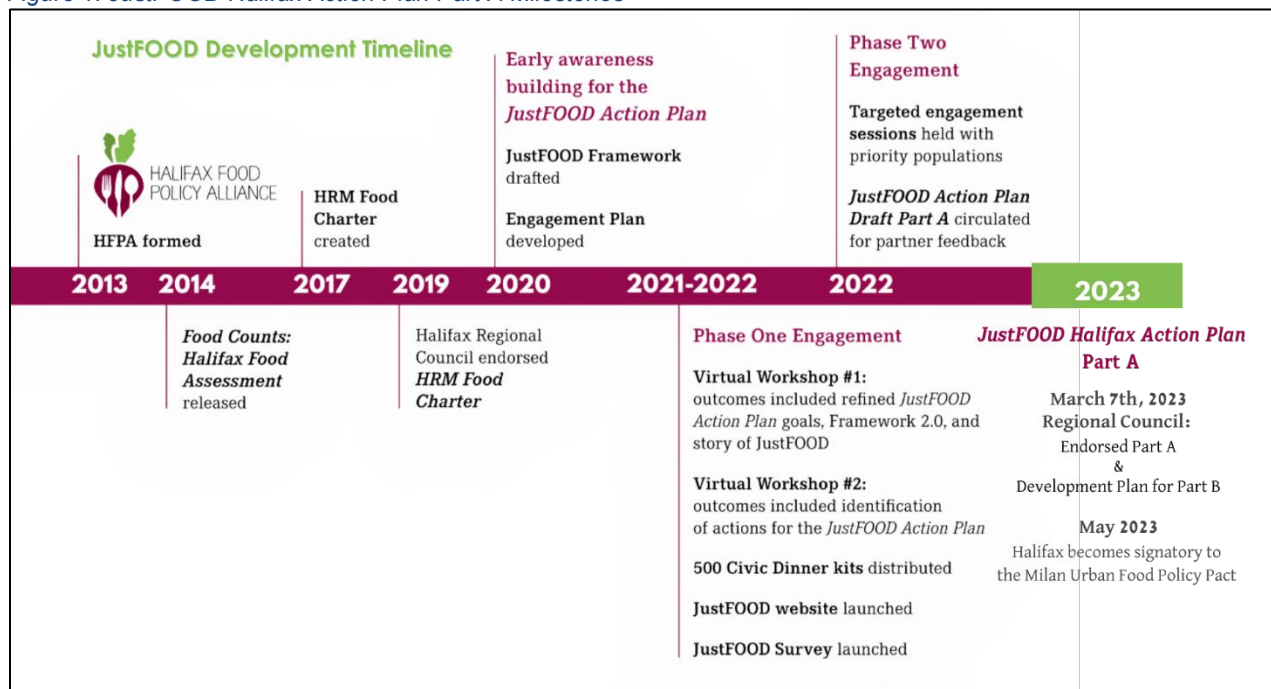 Figure 1: JustFOOD Halifax Action Plan Part A Milestones
JustFOOD Development Timeline
HALIFAX FOOD
POLICY ALLIANCE
HFPA formed
HRM Food
Charter
created
Early awareness
building for the
JustFOOD Action Plan
JustFOOD Framework
drafted
Engagement Plan
developed
Phase Two
Engagement
Targeted engagement
sessions held with
priority populations
JustFOOD Action Plan
Draft Part A circulated
for partner feedback
2013 2014 2017 2019 2020 2021-2022 2022 2023
Food Counts:
Halifax Food
Assessment
released
Halifax Regional
Council endorsed
HRM Food
Charter
Phase One Engagement
Virtual Workshop #1:
outcomes included refined JustFOOD
Action Plan goals, Framework 2.0, and
story of JustFOOD
Virtual Workshop #2:
outcomes included identification
of actions for the JustFOOD Action Plan
500 Civic Dinner kits distributed
JustFOOD website launched
JustFOOD Survey launched
JustFOOD Halifax Action Plan
Part A
March 7th, 2023
Regional Council:
Endorsed Part A
&
Development Plan for Part B
May 2023
Halifax becomes signatory to
the Milan Urban Food Policy Pact